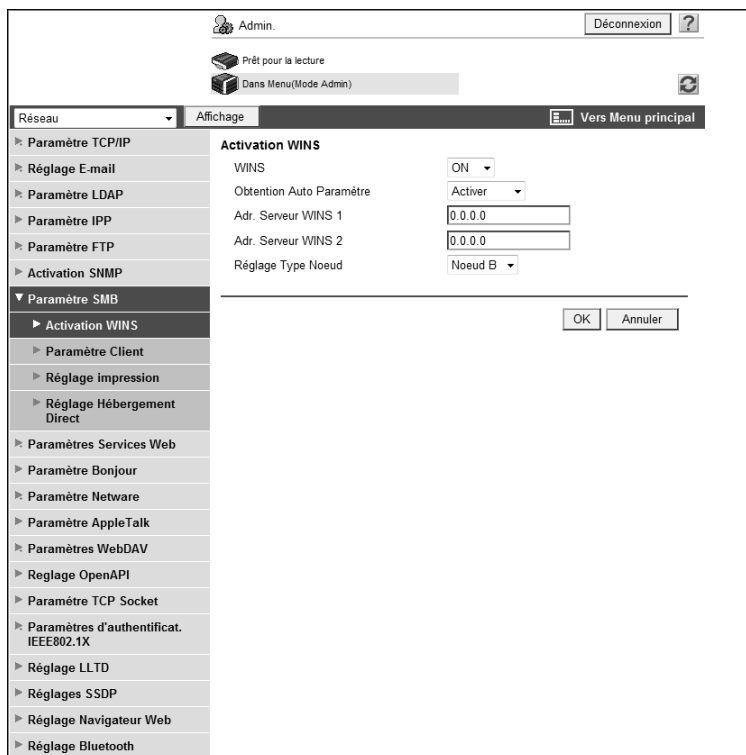 Admin.
Déconnexion
?
Prêt pour la lecture
Dans Menu(Mode Admin)
Réseau
Affichage
Vers Menu principal
Paramètre TCP/IP
Réglage E-mail
Paramètre LDAP
Paramètre IPP
Paramètre FTP
Activation SNMP
Paramètre SMB
Activation WINS
Paramètre Client
Réglage impression
Réglage Hébergement
Direct
Paramètres Services Web
Paramètre Bonjour
Paramètre Netware
Paramètre AppleTalk
Paramètres WebDAV
Reglage OpenAPI
Paramétre TCP Socket
Paramètres d'authentificat.
IEEE802.1X
Réglage LLTD
Réglages SSDP
Réglage Navigateur Web
Réglage Bluetooth
Activation WINS
WINS ON
Obtention Auto Paramètre Activer
Adr. Serveur WINS 1 0.0.0.0
Adr. Serveur WINS 2 0.0.0.0
Réglage Type Noeud Noeud B
OK Annuler